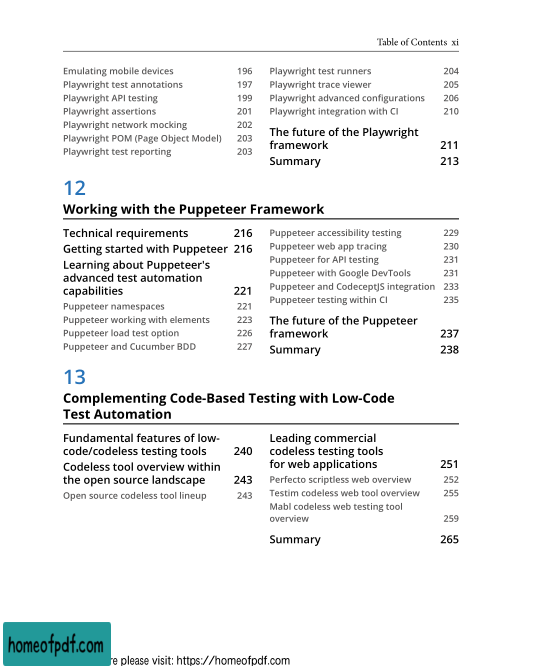 Table of Contents xi
Emulating mobile devices 196
Playwright test annotations 197
Playwright API testing 199
Playwright assertions 201
Playwright network mocking 202
Playwright POM (Page Object Model) 203
Playwright test reporting 203
Playwright test runners 204
Playwright trace viewer 205
Playwright advanced configurations 206
Playwright integration with CI 210
The future of the Playwright
framework 211
Summary 213
12
Working with the Puppeteer Framework
Technical requirements 216
Getting started with Puppeteer 216
Learning about Puppeteer's
advanced test automation
capabilities 221
Puppeteer namespaces 221
Puppeteer working with elements 223
Puppeteer load test option 226
Puppeteer and Cucumber BDD 227
Puppeteer accessibility testing 229
Puppeteer web app tracing 230
Puppeteer for API testing 231
Puppeteer with Google DevTools 231
Puppeteer and CodeceptJS integration 233
Puppeteer testing within CI 235
The future of the Puppeteer
framework 237
Summary 238
13
Complementing Code-Based Testing with Low-Code
Test Automation
Fundamental features of low-
code/codeless testing tools 240
Codeless tool overview within
the open source landscape 243
Open source codeless tool lineup 243
Leading commercial
codeless testing tools
for web applications 251
Perfecto scriptless web overview 252
Testim codeless web tool overview 255
Mabl codeless web testing tool
overview 259
Summary 265
homeofpdf.com
re please visit: https://homeofpdf.com